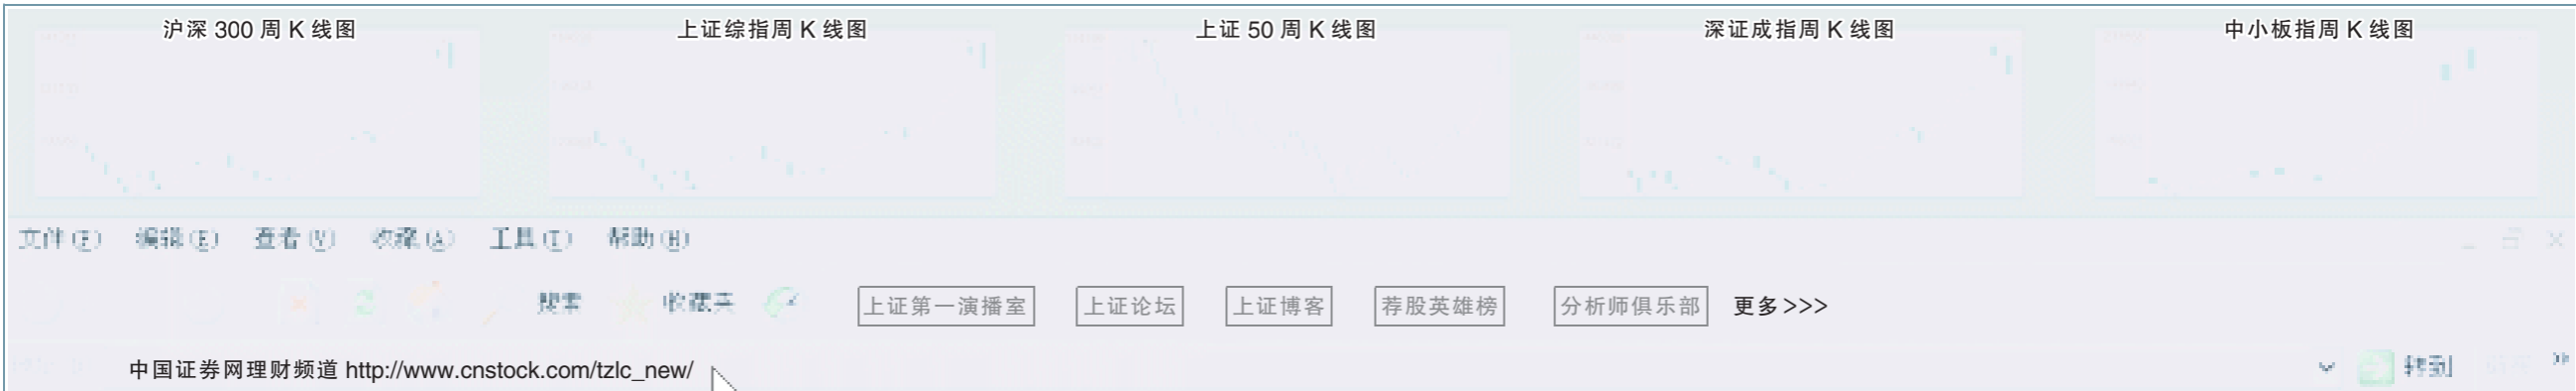 沪深 300 周 K 线图
上证综指周 K 线图
上证 50 周 K 线图
深证成指周 K 线图
中小板指周 K 线图
文件(F) 编辑(E) 查看(V) 收藏(A) 工具(T) 帮助(H)
搜索 收藏夹 上证第一演播室 上证论坛 上证博客 荐股英雄榜 分析师俱乐部 更多>>>
中国证券网理财频道 http://www.cnstock.com/tzlc_new/ 转到